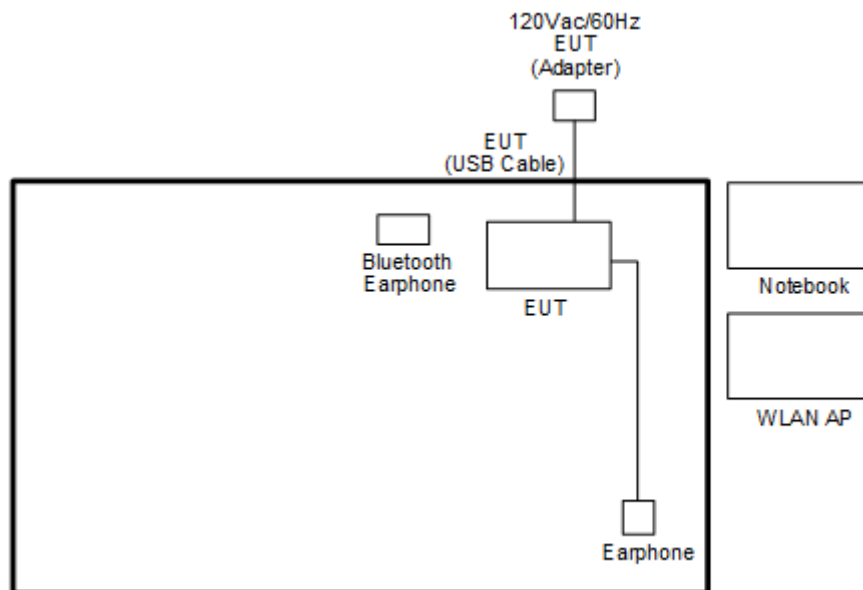 120Vac/60Hz
EUT
(Adapter)
EUT
(USB Cable)
Bluetooth
Earphone
EUT
Notebook
WLAN AP
Earphone